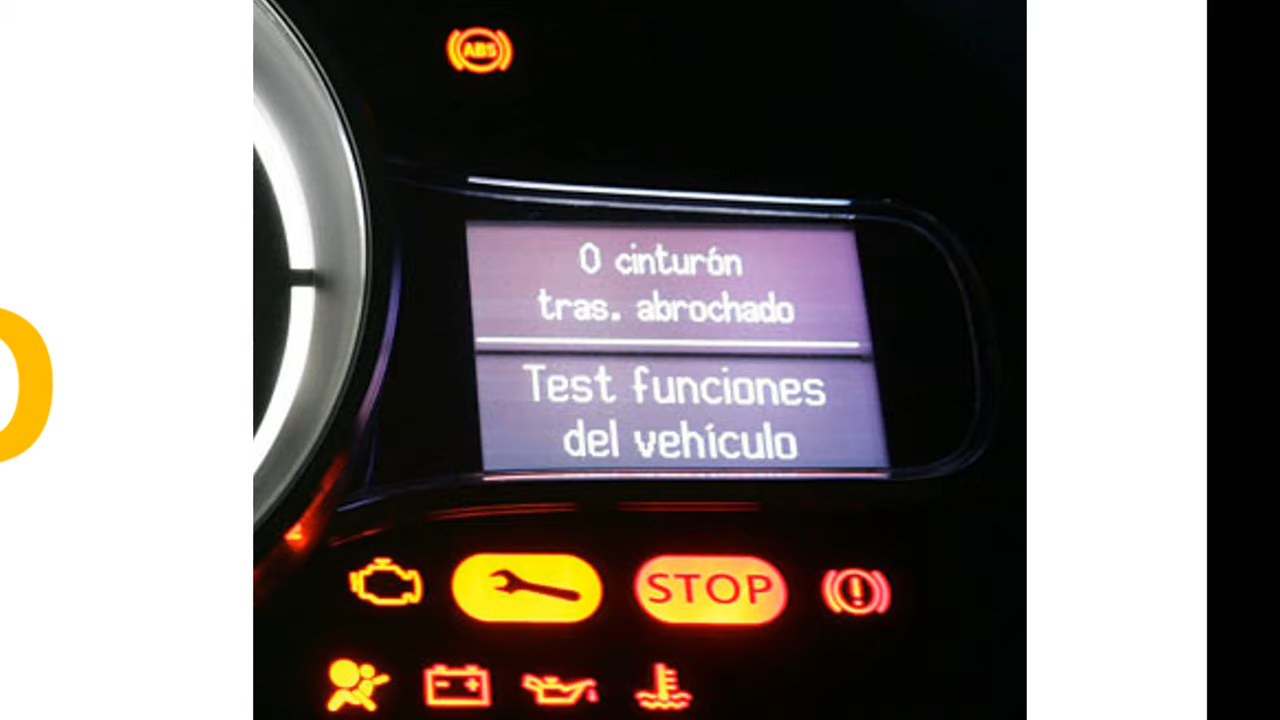 ABS
0 cinturón
tras. abrochado
Test funciones
del vehículo
STOP